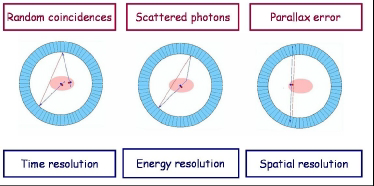 Random coincidences
Scattered photons
Parallax error
Time resolution
Energy resolution
Spatial resolution